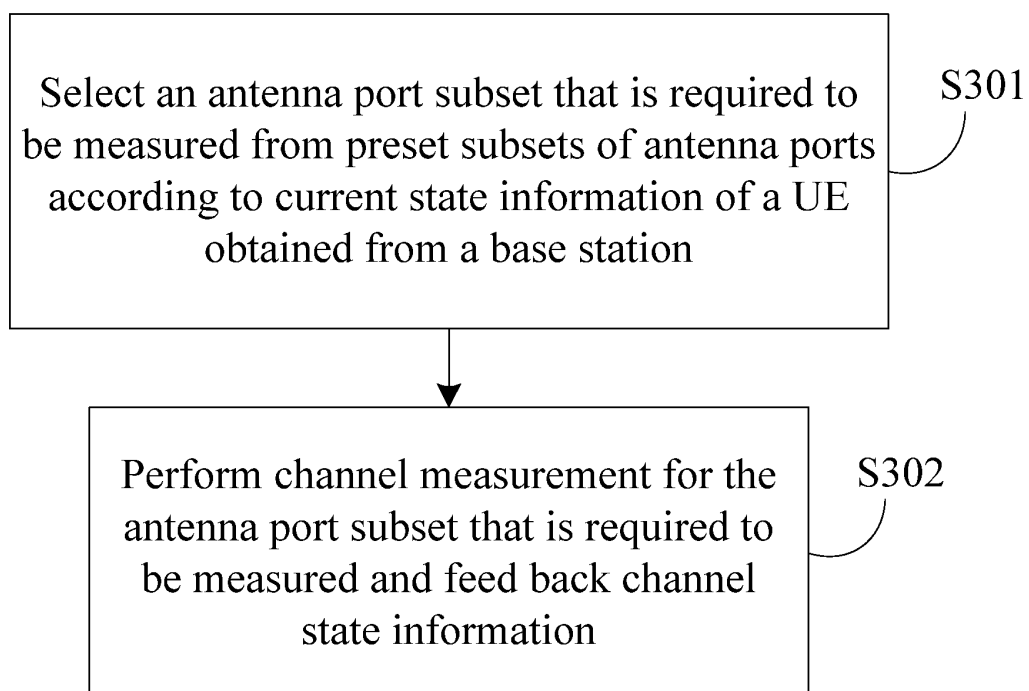 Select an antenna port subset that is required to
be measured from preset subsets of antenna ports
according to current state information of a UE
obtained from a base station
S301
Perform channel measurement for the
antenna port subset that is required to
be measured and feed back channel
state information
S302